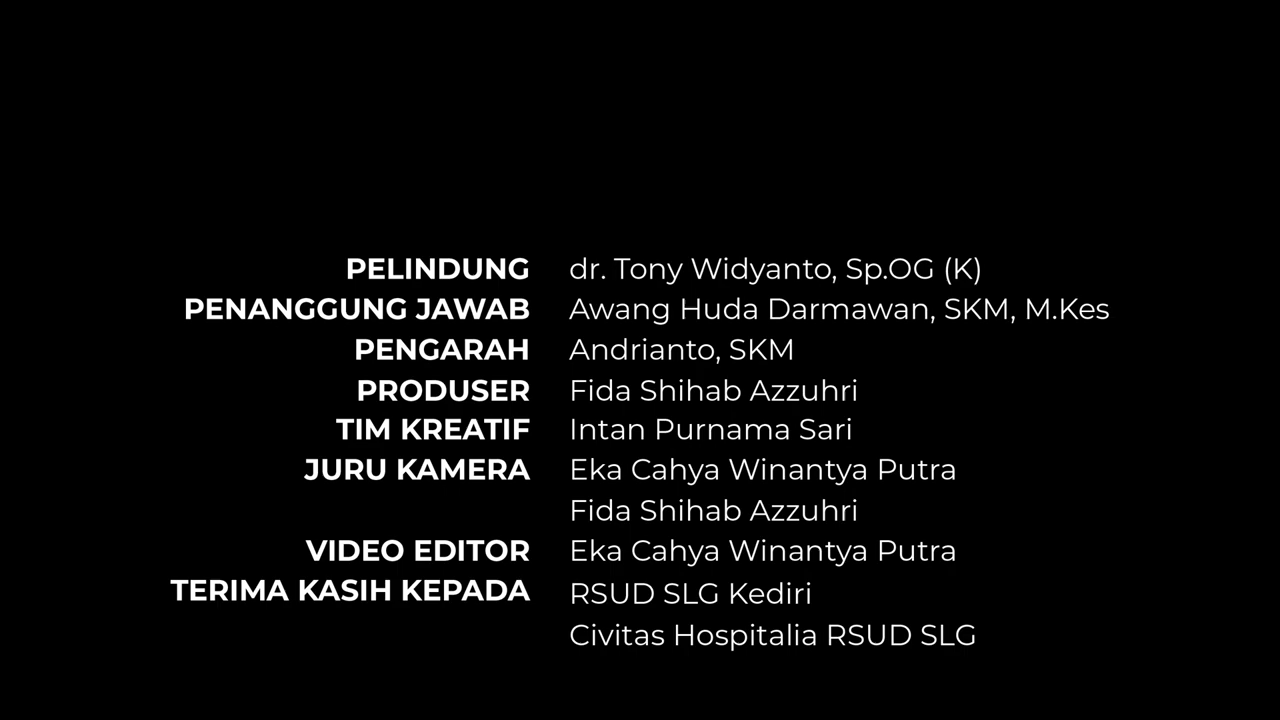 PELINDUNG dr. Tony Widyanto, Sp.OG (K)
PENANGGUNG JAWAB Awang Huda Darmawan, SKM, M.Kes
PENGARAH Andrianto, SKM
PRODUSER Fida Shihab Azzuhri
TIM KREATIF Intan Purnama Sari
JURU KAMERA Eka Cahya Winantya Putra
Fida Shihab Azzuhri
VIDEO EDITOR Eka Cahya Winantya Putra
TERIMA KASIH KEPADA RSUD SLG Kediri
Civitas Hospitalia RSUD SLG